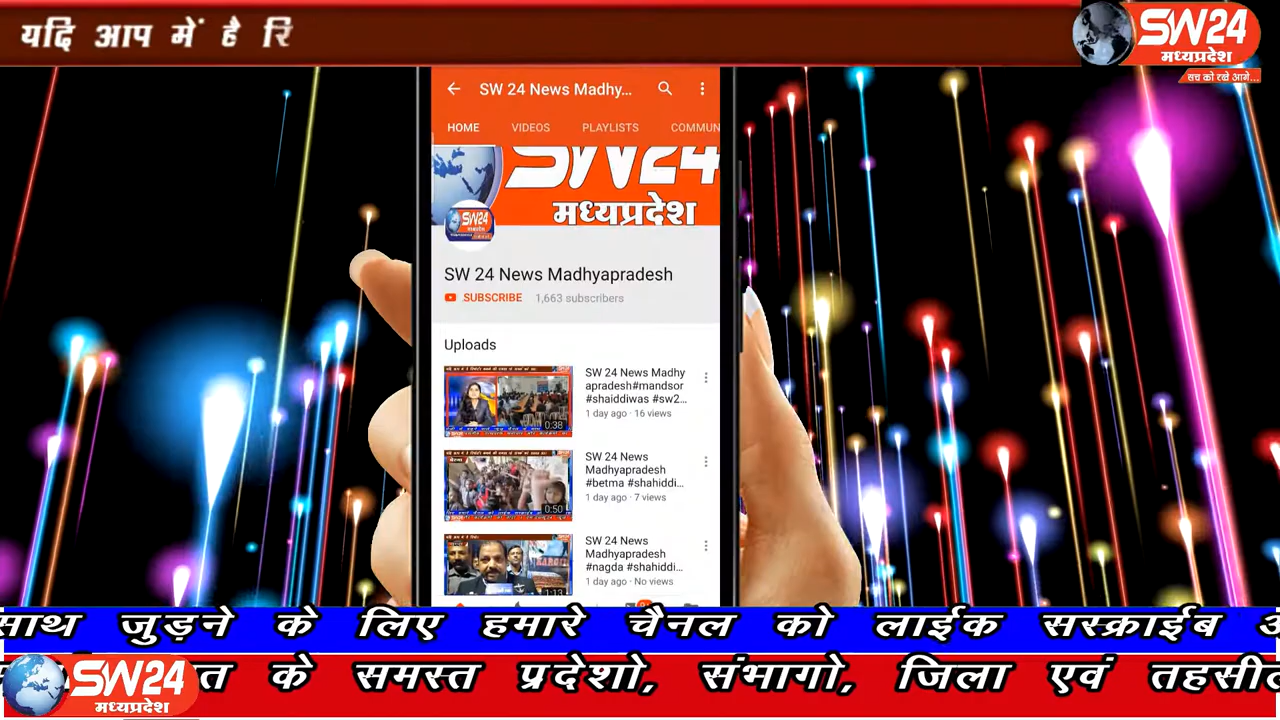 यदि आप में है रि
SW24
मध्यप्रदेश
सच को रखे आगे...
SW 24 News Madhy...
HOME VIDEOS PLAYLISTS COMMUN
SW24
मध्यप्रदेश
SW24
SW 24 News Madhyapradesh
SUBSCRIBE 1,663 subscribers
Uploads
SW 24 News Madhy
apradesh#mandsor
#shaiddiwas #sw2...
1 day ago · 16 views
0:38
SW 24 News
Madhyapradesh
#betma #shahiddi...
1 day ago · 7 views
0:50
SW 24 News
Madhyapradesh
#nagda #shahiddi...
1 day ago · No views
1:13
साथ जुड़ने के लिए हमारे चैनल को लाईक सस्क्राईब
त के समस्त प्रदेशो, संभागो, जिला एवं तहसील
SW24
मध्यप्रदेश